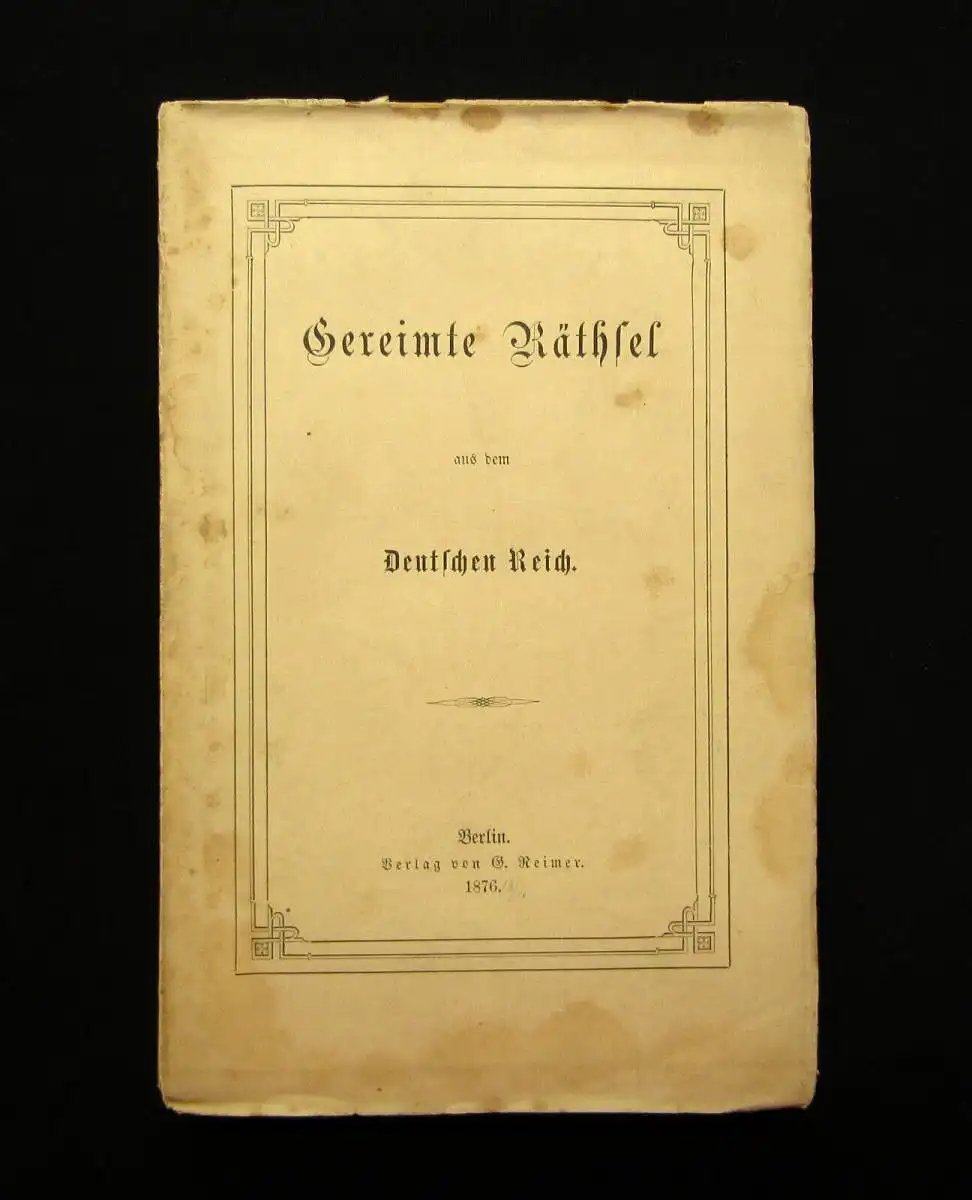 Gereimte Räthſel
aus dem
Deutſchen Reich.
Berlin.
Verlag von G. Reimer.
1876.